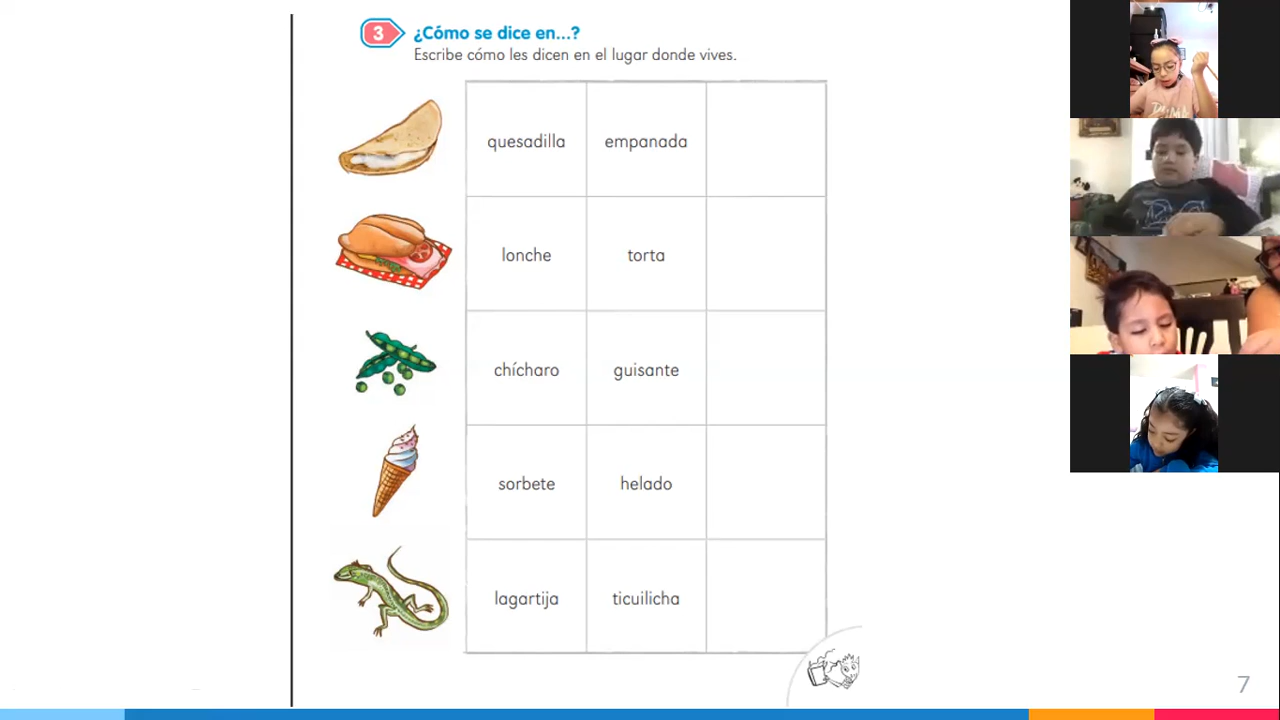 3 ¿Cómo se dice en...?
Escribe cómo les dicen en el lugar donde vives.
quesadilla empanada
lonche torta
chícharo guisante
sorbete helado
lagartija ticuilicha
7